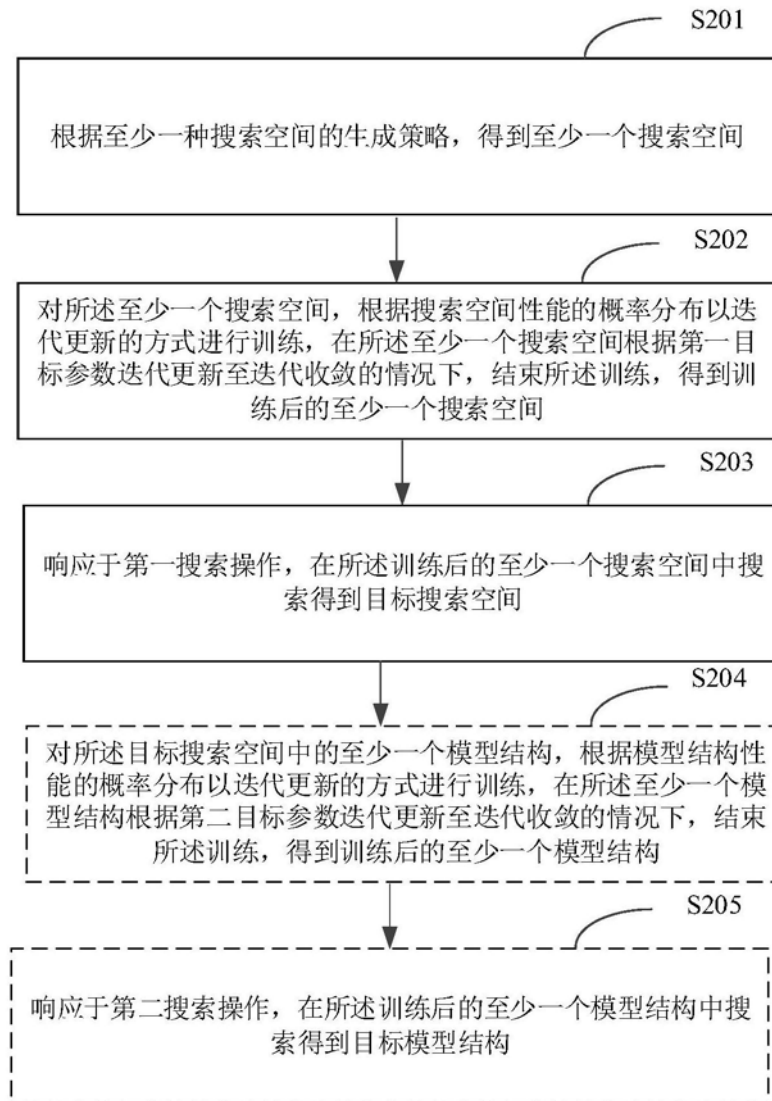 S201
根据至少一种搜索空间的生成策略，得到至少一个搜索空间
S202
对所述至少一个搜索空间，根据搜索空间性能的概率分布以迭
代更新的方式进行训练，在所述至少一个搜索空间根据第一目
标参数迭代更新至迭代收敛的情况下，结束所述训练，得到训
练后的至少一个搜索空间
S203
响应于第一搜索操作，在所述训练后的至少一个搜索空间中搜
索得到目标搜索空间
S204
对所述目标搜索空间中的至少一个模型结构，根据模型结构性
能的概率分布以迭代更新的方式进行训练，在所述至少一个模
型结构根据第二目标参数迭代更新至迭代收敛的情况下，结束
所述训练，得到训练后的至少一个模型结构
S205
响应于第二搜索操作，在所述训练后的至少一个模型结构中搜
索得到目标模型结构